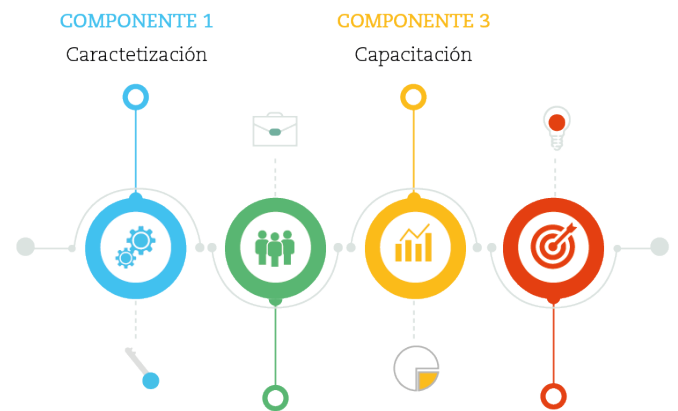 COMPONENTE 1
Caractetización
COMPONENTE 3
Capacitación